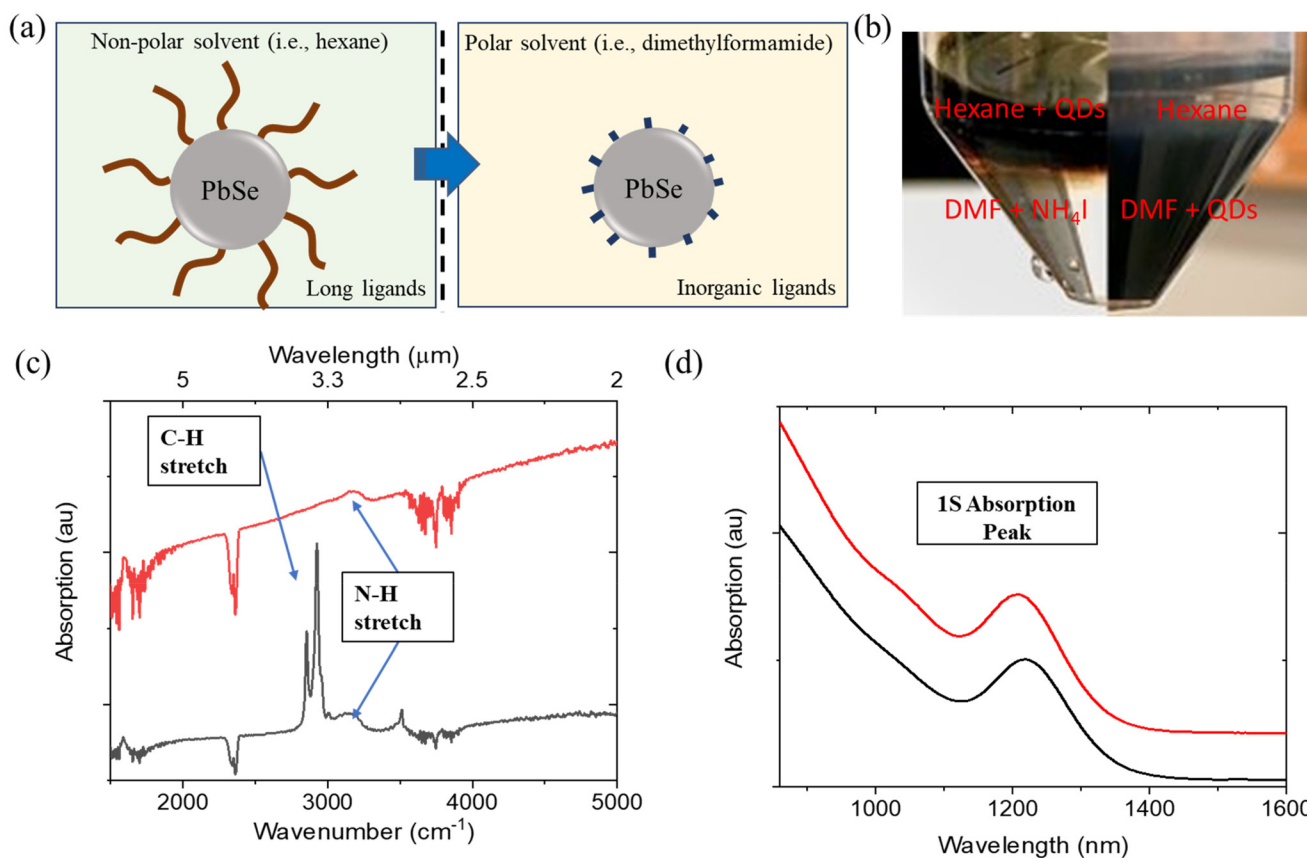 (a)
Non-polar solvent (i.e., hexane)
PbSe
Long ligands
Polar solvent (i.e., dimethylformamide)
PbSe
Inorganic ligands
(b)
Hexane + QDs
Hexane
DMF + NH₄I
DMF + QDs
(c)
Wavelength (μm)
5
3.3
2.5
2
Absorption (au)
C-H
stretch
N-H
stretch
2000
3000
4000
5000
Wavenumber (cm⁻¹)
(d)
Absorption (au)
1S Absorption
Peak
1000
1200
1400
1600
Wavelength (nm)